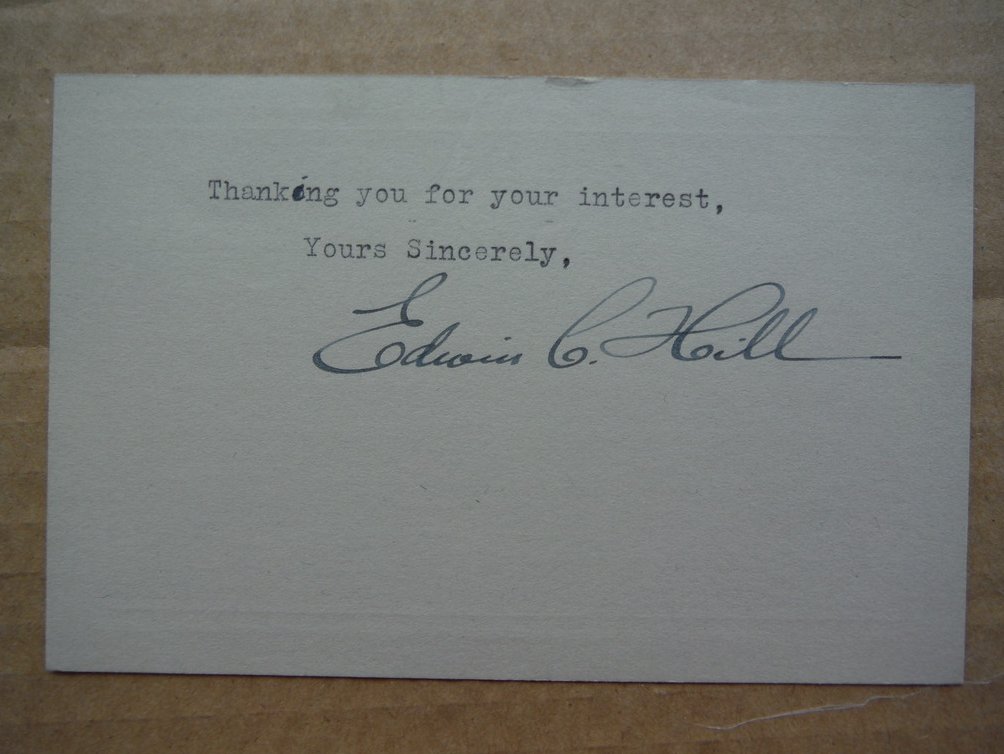 Thanking you for your interest,
Yours Sincerely,
Edwin C. Hill